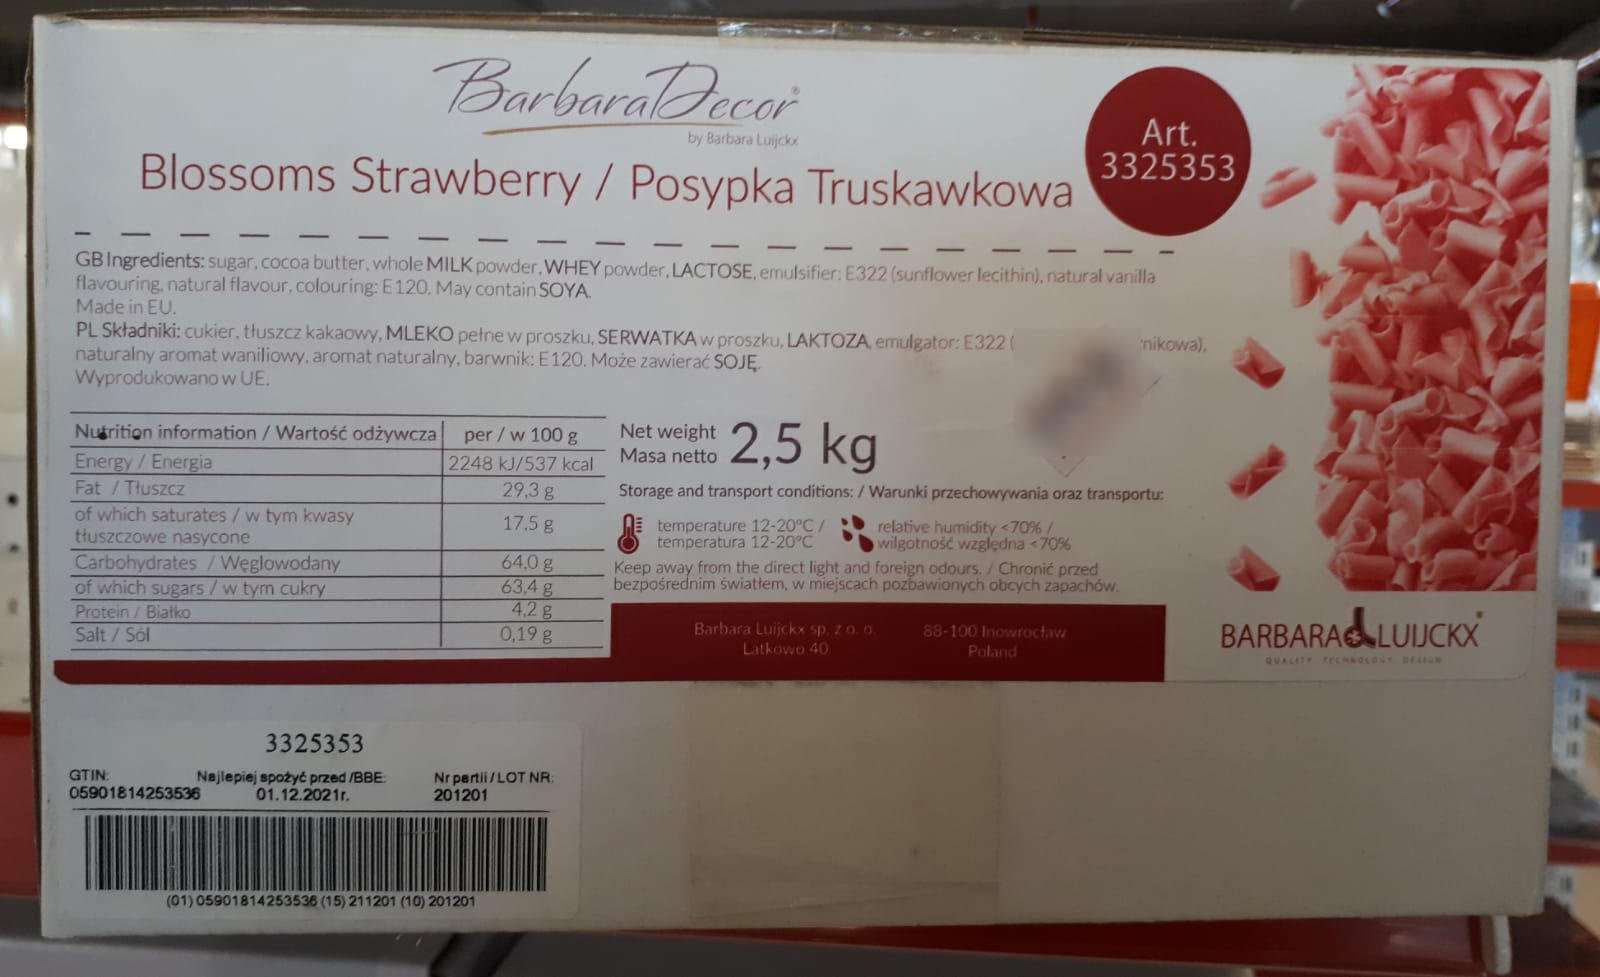 BarbaraDecor®
by Barbara Luijckx
Blossoms Strawberry / Posypka Truskawkowa
Art.
3325353
GB Ingredients: sugar, cocoa butter, whole MILK powder, WHEY powder, LACTOSE, emulsifier: E322 (sunflower lecithin), natural vanilla
flavouring, natural flavour, colouring: E120. May contain SOYA.
Made in EU.
PL Składniki: cukier, tłuszcz kakaowy, MLEKO pełne w proszku, SERWATKA w proszku, LAKTOZA, emulgator: E322 ( nikowa),
naturalny aromat waniliowy, aromat naturalny, barwnik: E120. Może zawierać SOJĘ.
Wyprodukowano w UE.
Nutrition information / Wartość odżywcza per / w 100 g
Energy / Energia 2248 kJ/537 kcal
Fat / Tłuszcz 29,3 g
of which saturates / w tym kwasy
tłuszczowe nasycone 17,5 g
Carbohydrates / Węglowodany 64,0 g
of which sugars / w tym cukry 63,4 g
Protein / Białko 4,2 g
Salt / Sól 0,19 g
Net weight
Masa netto 2,5 kg
Storage and transport conditions: / Warunki przechowywania oraz transportu:
temperature 12-20°C /
temperatura 12-20°C
relative humidity <70% /
wilgotność względna <70%
Keep away from the direct light and foreign odours. / Chronić przed
bezpośrednim światłem, w miejscach pozbawionych obcych zapachów.
Barbara Luijckx sp. z o. o.
Latkowo 40
88-100 Inowrocław
Poland
BARBARA LUIJCKX®
QUALITY TECHNOLOGY DESIGN
3325353
GTIN: Najlepiej spożyć przed /BBE: Nr partii / LOT NR:
05901814253536 01.12.2021r. 201201
(01) 05901814253536 (15) 211201 (10) 201201